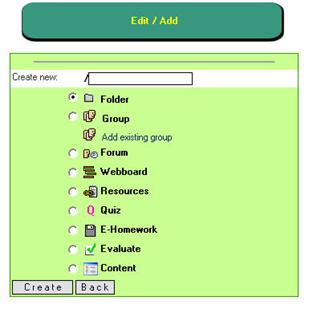 Edit / Add
Create new: /
Folder
Group
Add existing group
Forum
Webboard
Resources
Q Quiz
E-Homework
Evaluate
Content
Create Back